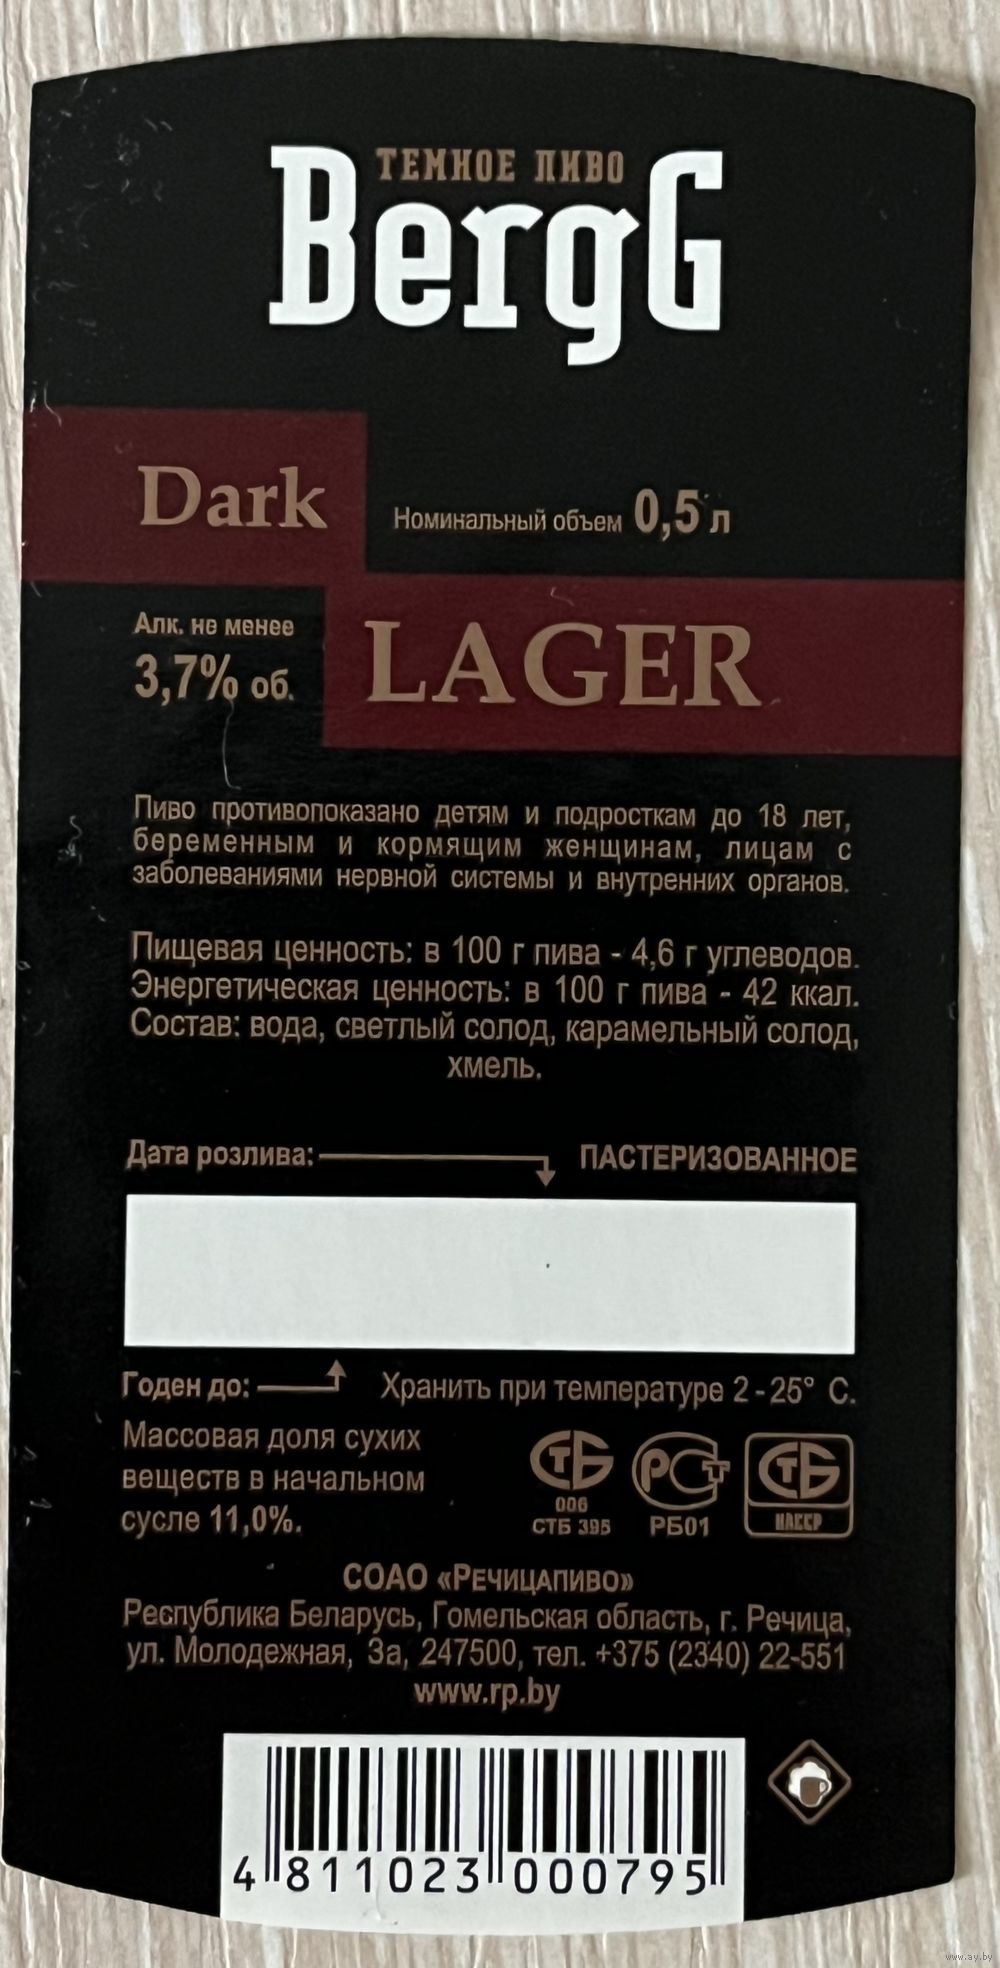 ТЕМНОЕ ПИВО
BergG
Dark
Номинальный объем 0,5 л
Алк. не менее
3,7% об.
LAGER
Пиво противопоказано детям и подросткам до 18 лет,
беременным и кормящим женщинам, лицам с
заболеваниями нервной системы и внутренних органов.
Пищевая ценность: в 100 г пива - 4,6 г углеводов.
Энергетическая ценность: в 100 г пива - 42 ккал.
Состав: вода, светлый солод, карамельный солод,
хмель.
Дата розлива: ПАСТЕРИЗОВАННОЕ
Годен до: Хранить при температуре 2 - 25° С.
Массовая доля сухих
веществ в начальном
сусле 11,0%.
СТБ РСТ СТБ
006
СТБ 395 РБ01 НАССР
СОАО «РЕЧИЦАПИВО»
Республика Беларусь, Гомельская область, г. Речица,
ул. Молодежная, 3а, 247500, тел. +375 (2340) 22-551
www.rp.by
4 811023 000795
www.ay.by